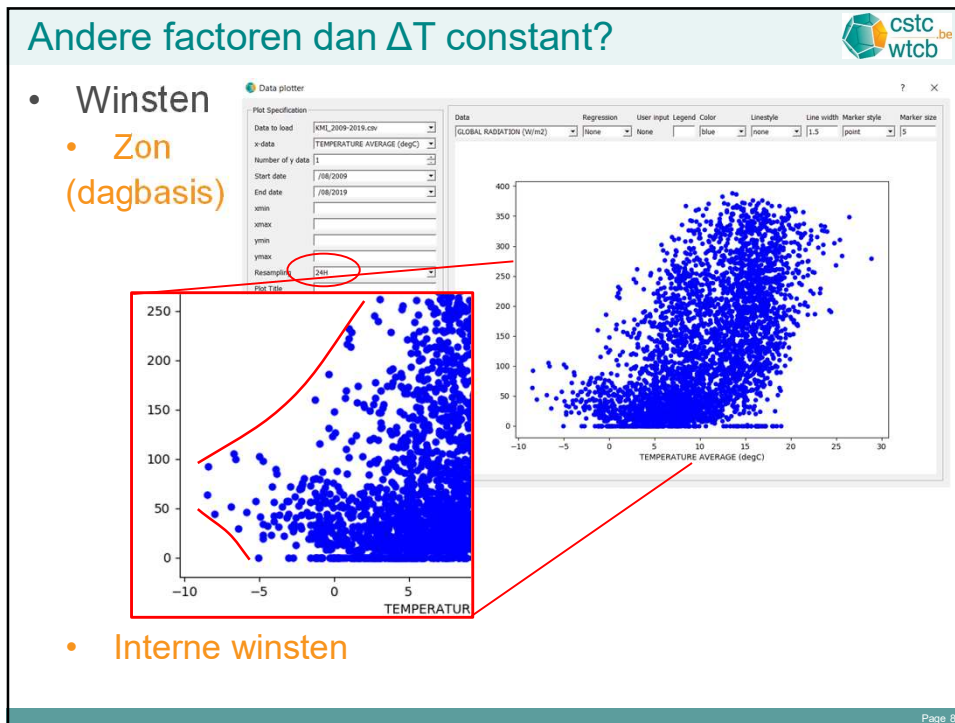 Andere factoren dan ΔT constant?
cstc
wtcb
.be
• Winsten
• Zon
(dagbasis)
Data plotter
? ×
Plot Specification
Data to load KMI_2009-2019.csv
x-data TEMPERATURE AVERAGE (degC)
Number of y data 1
Start date /08/2009
End date /08/2019
xmin
xmax
ymin
ymax
Resampling 24H
Plot Title
Data Regression User input Legend Color Linestyle Line width Marker style Marker size
GLOBAL RADIATION (W/m2) None None blue none 1.5 point 5
400
350
300
250
200
150
100
50
0
-10 -5 0 5 10 15 20 25 30
TEMPERATURE AVERAGE (degC)
250
200
150
100
50
0
-10 -5 0 5
TEMPERATUR
• Interne winsten
Page 8